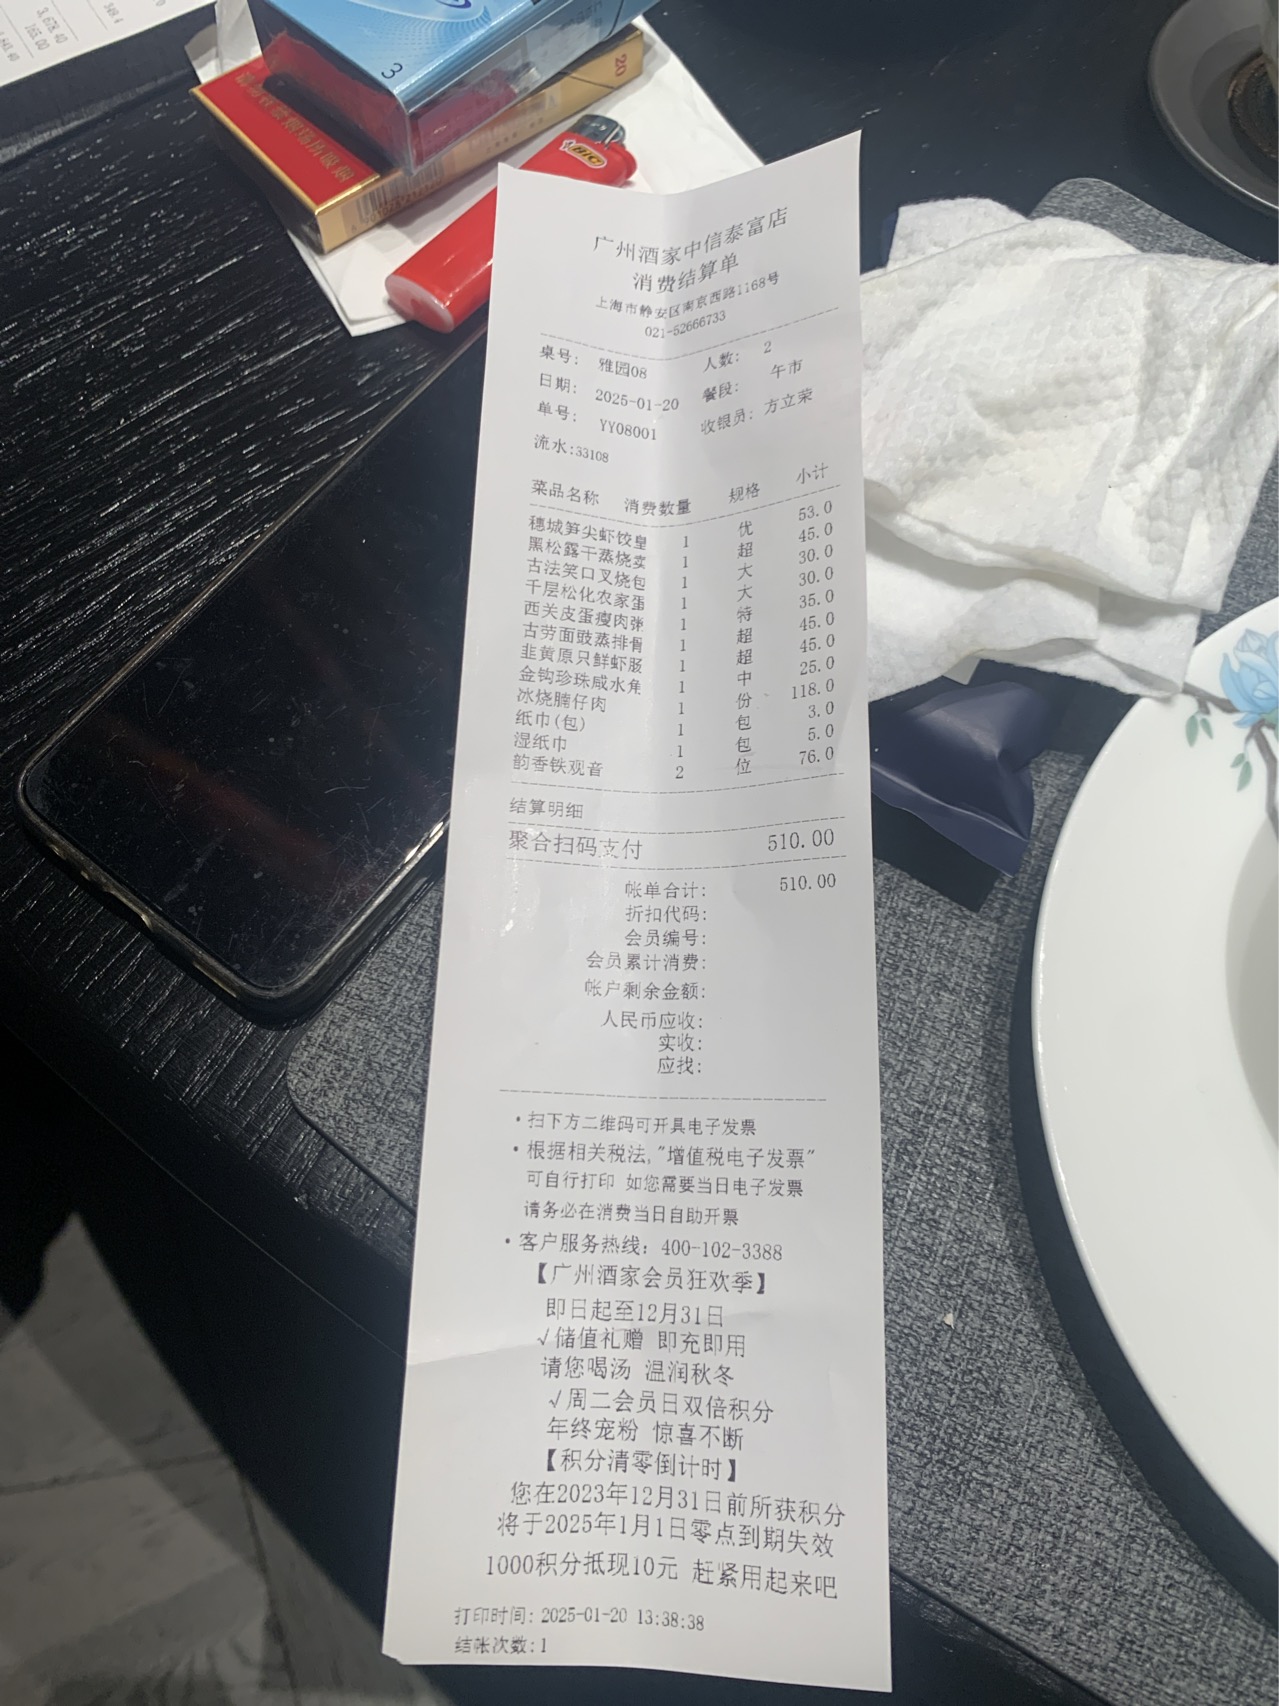 3,678.40
165.00
349.4
3
20
BIC
广州酒家中信泰富店
消费结算单
上海市静安区南京西路1168号
021-52666733
桌号: 雅园08 人数: 2
日期: 2025-01-20 餐段: 午市
单号: YY08001 收银员: 方立荣
流水:33108
菜品名称 消费数量 规格 小计
穗城笋尖虾饺皇 1 优 53.0
黑松露干蒸烧卖 1 超 45.0
古法笑口叉烧包 1 大 30.0
千层松化农家蛋 1 大 30.0
西关皮蛋瘦肉粥 1 特 35.0
古劳面豉蒸排骨 1 超 45.0
韭黄原只鲜虾肠 1 超 45.0
金钩珍珠咸水角 1 中 25.0
冰烧腩仔肉 1 份 118.0
纸巾(包) 1 包 3.0
湿纸巾 1 包 5.0
韵香铁观音 2 位 76.0
结算明细
聚合扫码支付 510.00
帐单合计: 510.00
折扣代码:
会员编号:
会员累计消费:
帐户剩余金额:
人民币应收:
实收:
应找:
•扫下方二维码可开具电子发票
•根据相关税法,"增值税电子发票"
可自行打印 如您需要当日电子发票
请务必在消费当日自助开票
•客户服务热线: 400-102-3388
【广州酒家会员狂欢季】
即日起至12月31日
√储值礼赠 即充即用
请您喝汤 温润秋冬
√周二会员日双倍积分
年终宠粉 惊喜不断
【积分清零倒计时】
您在2023年12月31日前所获积分
将于2025年1月1日零点到期失效
1000积分抵现10元 赶紧用起来吧
打印时间: 2025-01-20 13:38:38
结帐次数:1